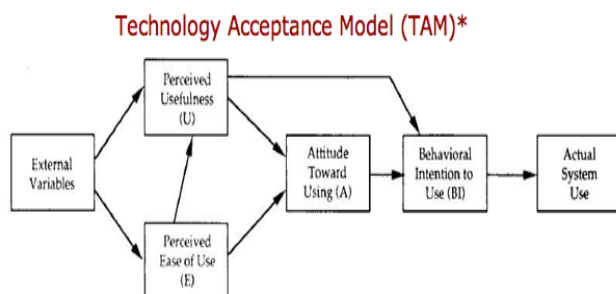 Technology Acceptance Model (TAM)*
Perceived
Usefulness
(U)
External
Variables
Attitude
Toward
Using (A)
Behavioral
Intention to
Use (BI)
Actual
System
Use
Perceived
Ease of Use
(E)